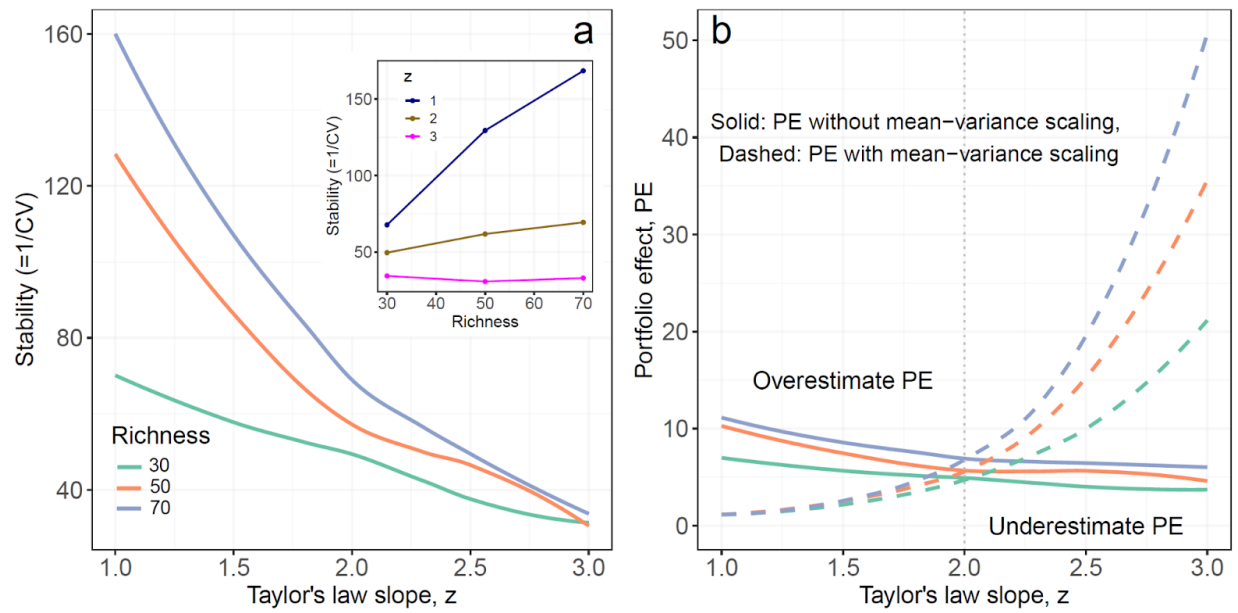 a
160
120
80
40
Stability (=1/CV)
1.0
1.5
2.0
2.5
3.0
Taylor's law slope, z
Richness
30
50
70
z
1
2
3
150
100
50
Stability (=1/CV)
30
40
50
60
70
Richness
b
50
40
30
20
10
0
Portfolio effect, PE
Solid: PE without mean−variance scaling,
Dashed: PE with mean−variance scaling
Overestimate PE
Underestimate PE
1.0
1.5
2.0
2.5
3.0
Taylor's law slope, z